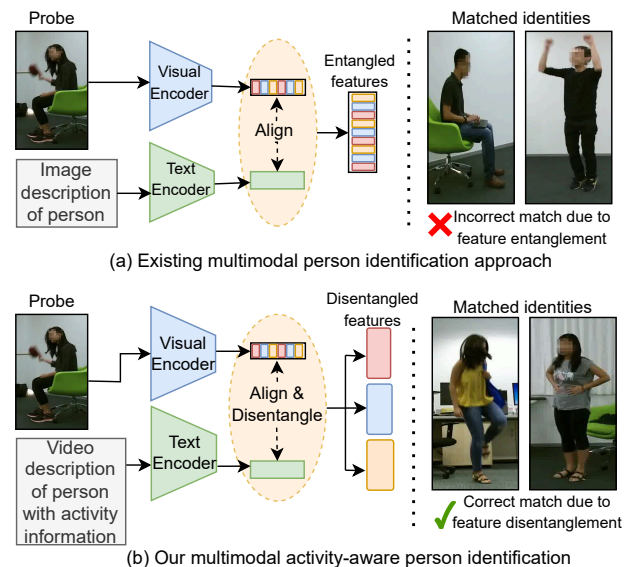 Probe
Matched identities
Visual
Encoder
Entangled
features
Align
Image
description
of person
Text
Encoder
Incorrect match due to
feature entanglement
(a) Existing multimodal person identification approach
Probe
Disentangled
features
Matched identities
Visual
Encoder
Align &
Disentangle
Video
description
of person
with activity
information
Text
Encoder
Correct match due to
feature disentanglement
(b) Our multimodal activity-aware person identification